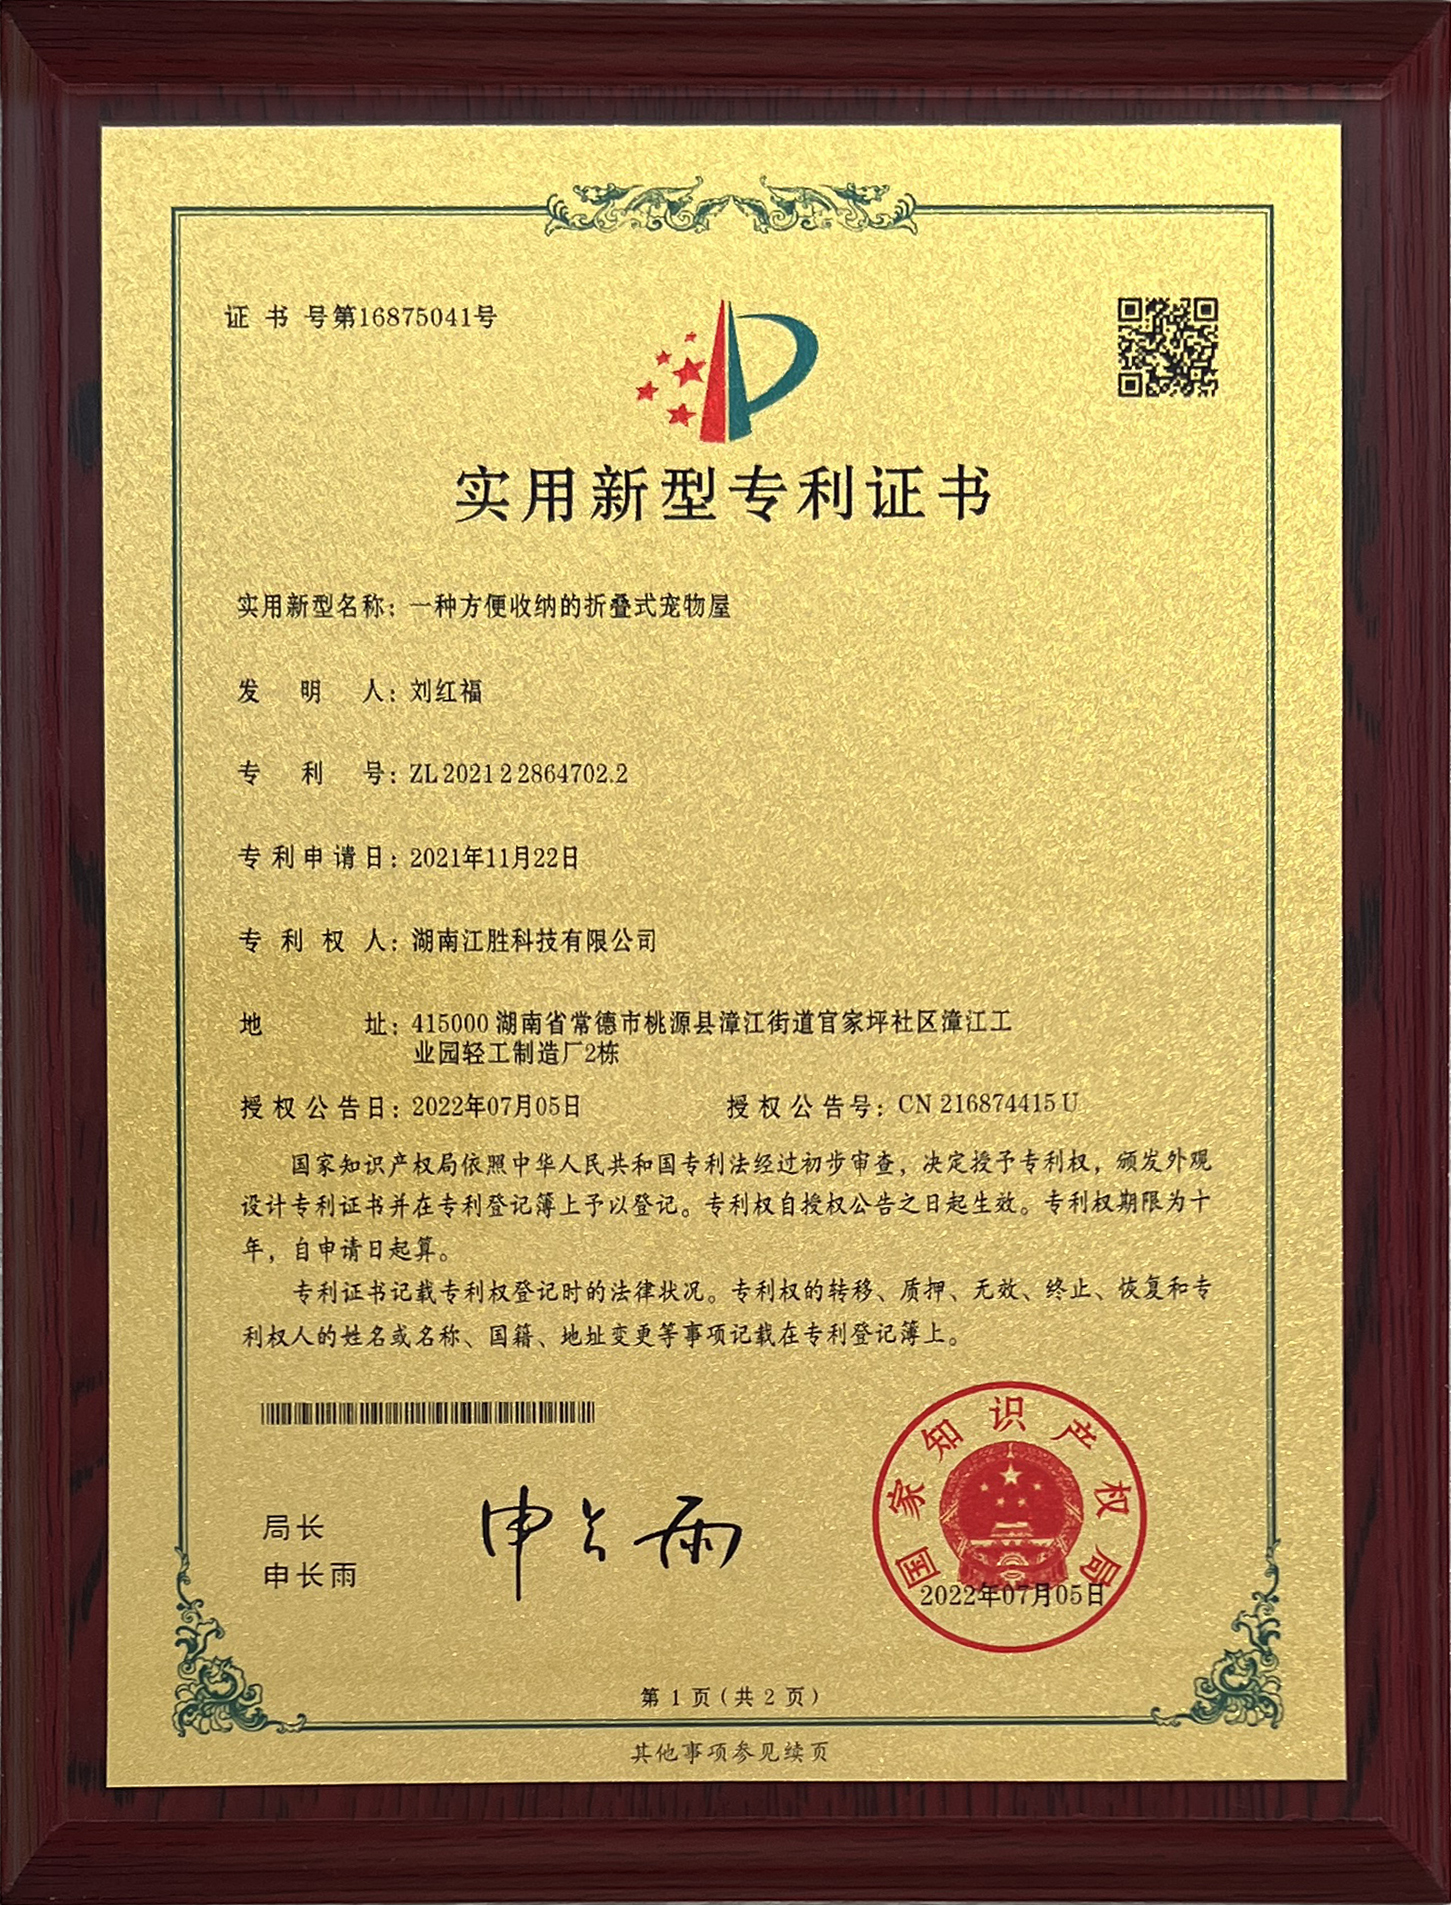 证书号第16875041号
实用新型专利证书
实用新型名称：一种方便收纳的折叠式宠物屋
发明人：刘红福
专利号：ZL 2021 2 2864702.2
专利申请日：2021年11月22日
专利权人：湖南江胜科技有限公司
地址：415000 湖南省常德市桃源县漳江街道官家坪社区漳江工
业园轻工制造厂2栋
授权公告日：2022年07月05日 授权公告号：CN 216874415 U
国家知识产权局依照中华人民共和国专利法经过初步审查，决定授予专利权，颁发外观
设计专利证书并在专利登记簿上予以登记。专利权自授权公告之日起生效。专利权期限为十
年，自申请日起算。
专利证书记载专利权登记时的法律状况。专利权的转移、质押、无效、终止、恢复和专
利权人的姓名或名称、国籍、地址变更等事项记载在专利登记簿上。
局长
申长雨
申长雨
国家知识产权局
2022年07月05日
第 1 页（共 2 页）
其他事项参见续页